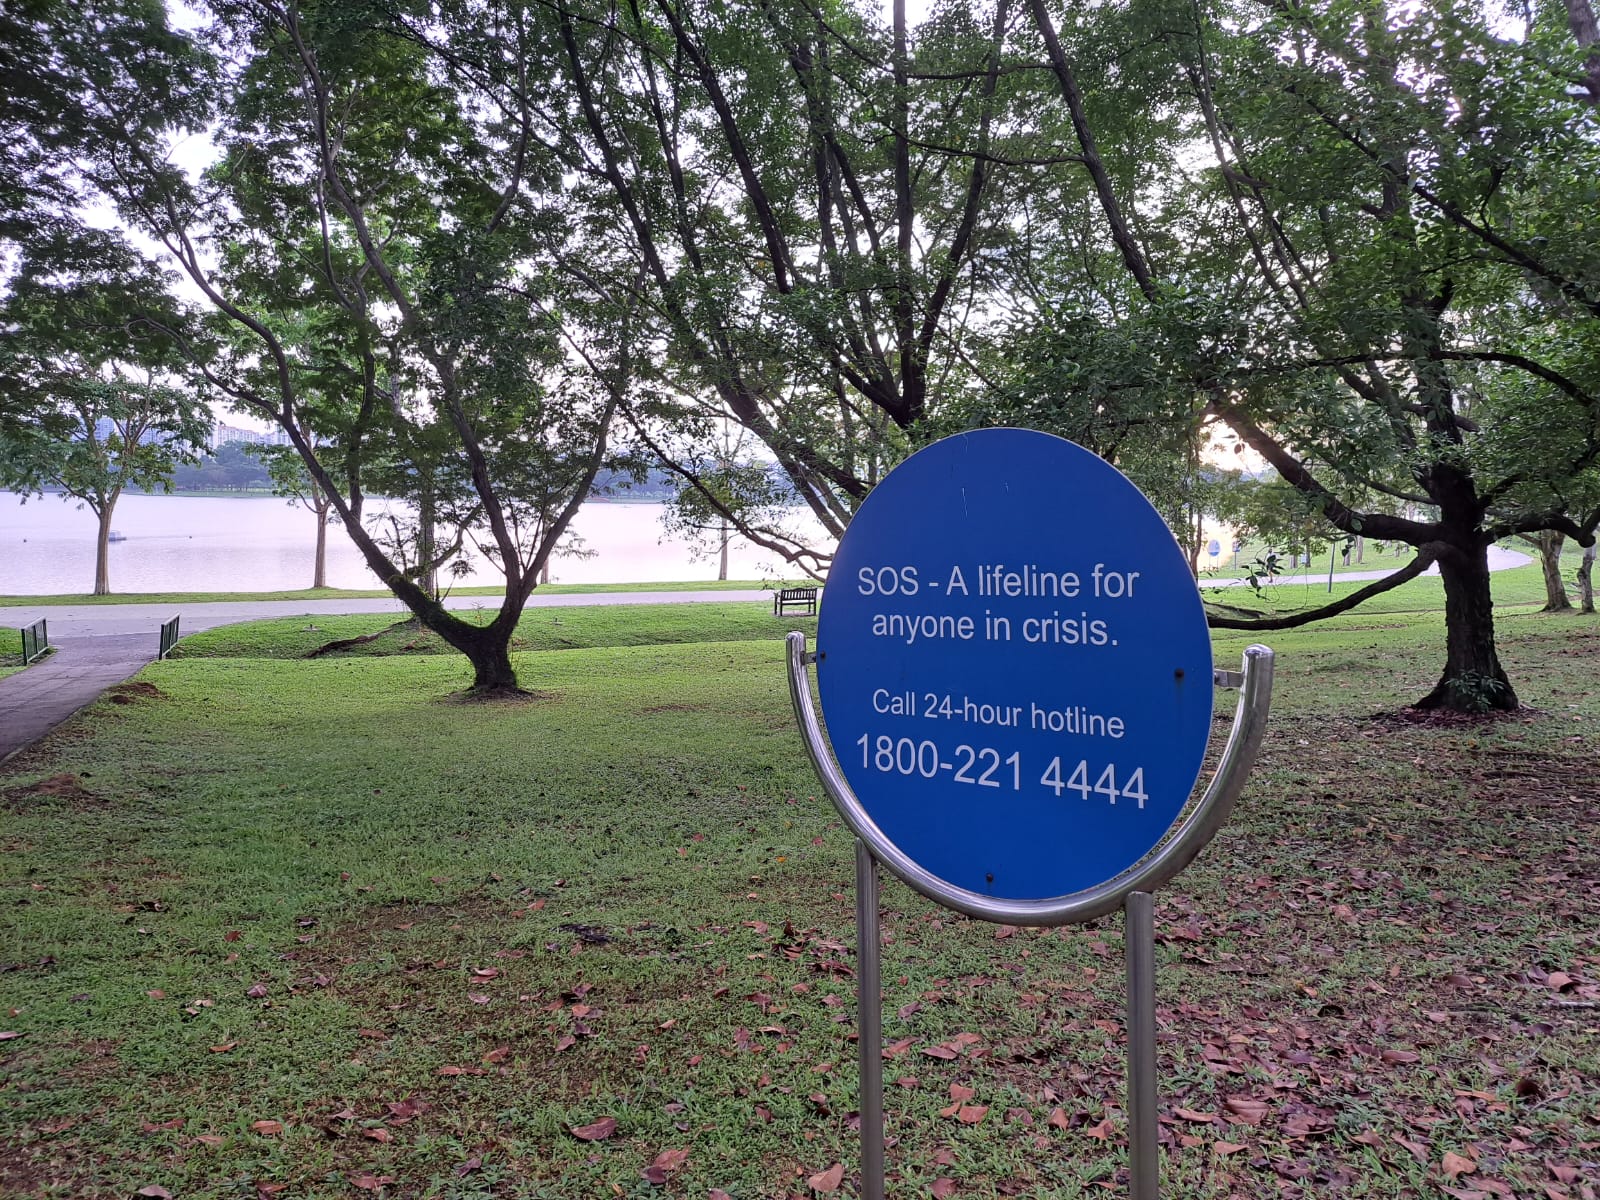 SOS - A lifeline for
anyone in crisis.
Call 24-hour hotline
1800-221 4444